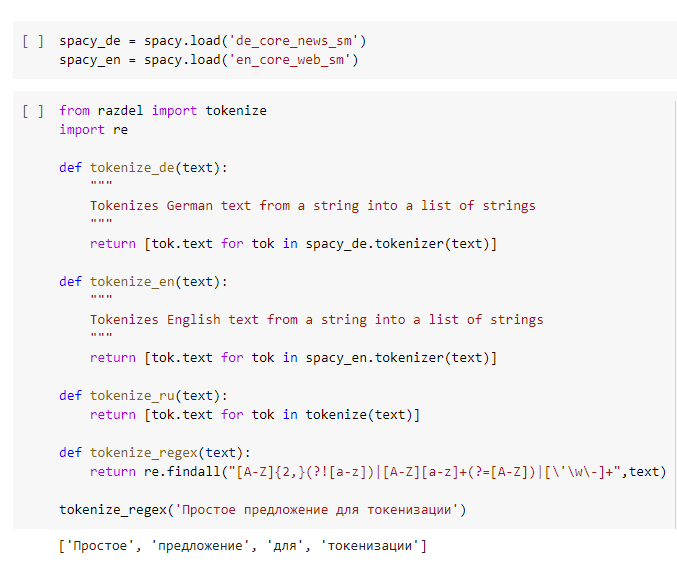 [ ] spacy_de = spacy.load('de_core_news_sm')
spacy_en = spacy.load('en_core_web_sm')
[ ] from razdel import tokenize
import re
def tokenize_de(text):
"""
Tokenizes German text from a string into a list of strings
"""
return [tok.text for tok in spacy_de.tokenizer(text)]
def tokenize_en(text):
"""
Tokenizes English text from a string into a list of strings
"""
return [tok.text for tok in spacy_en.tokenizer(text)]
def tokenize_ru(text):
return [tok.text for tok in tokenize(text)]
def tokenize_regex(text):
return re.findall("[A-Z]{2,}(?![a-z])|[A-Z][a-z]+(?=[A-Z])|[\'\w\-]+",text)
tokenize_regex('Простое предложение для токенизации')
['Простое', 'предложение', 'для', 'токенизации']